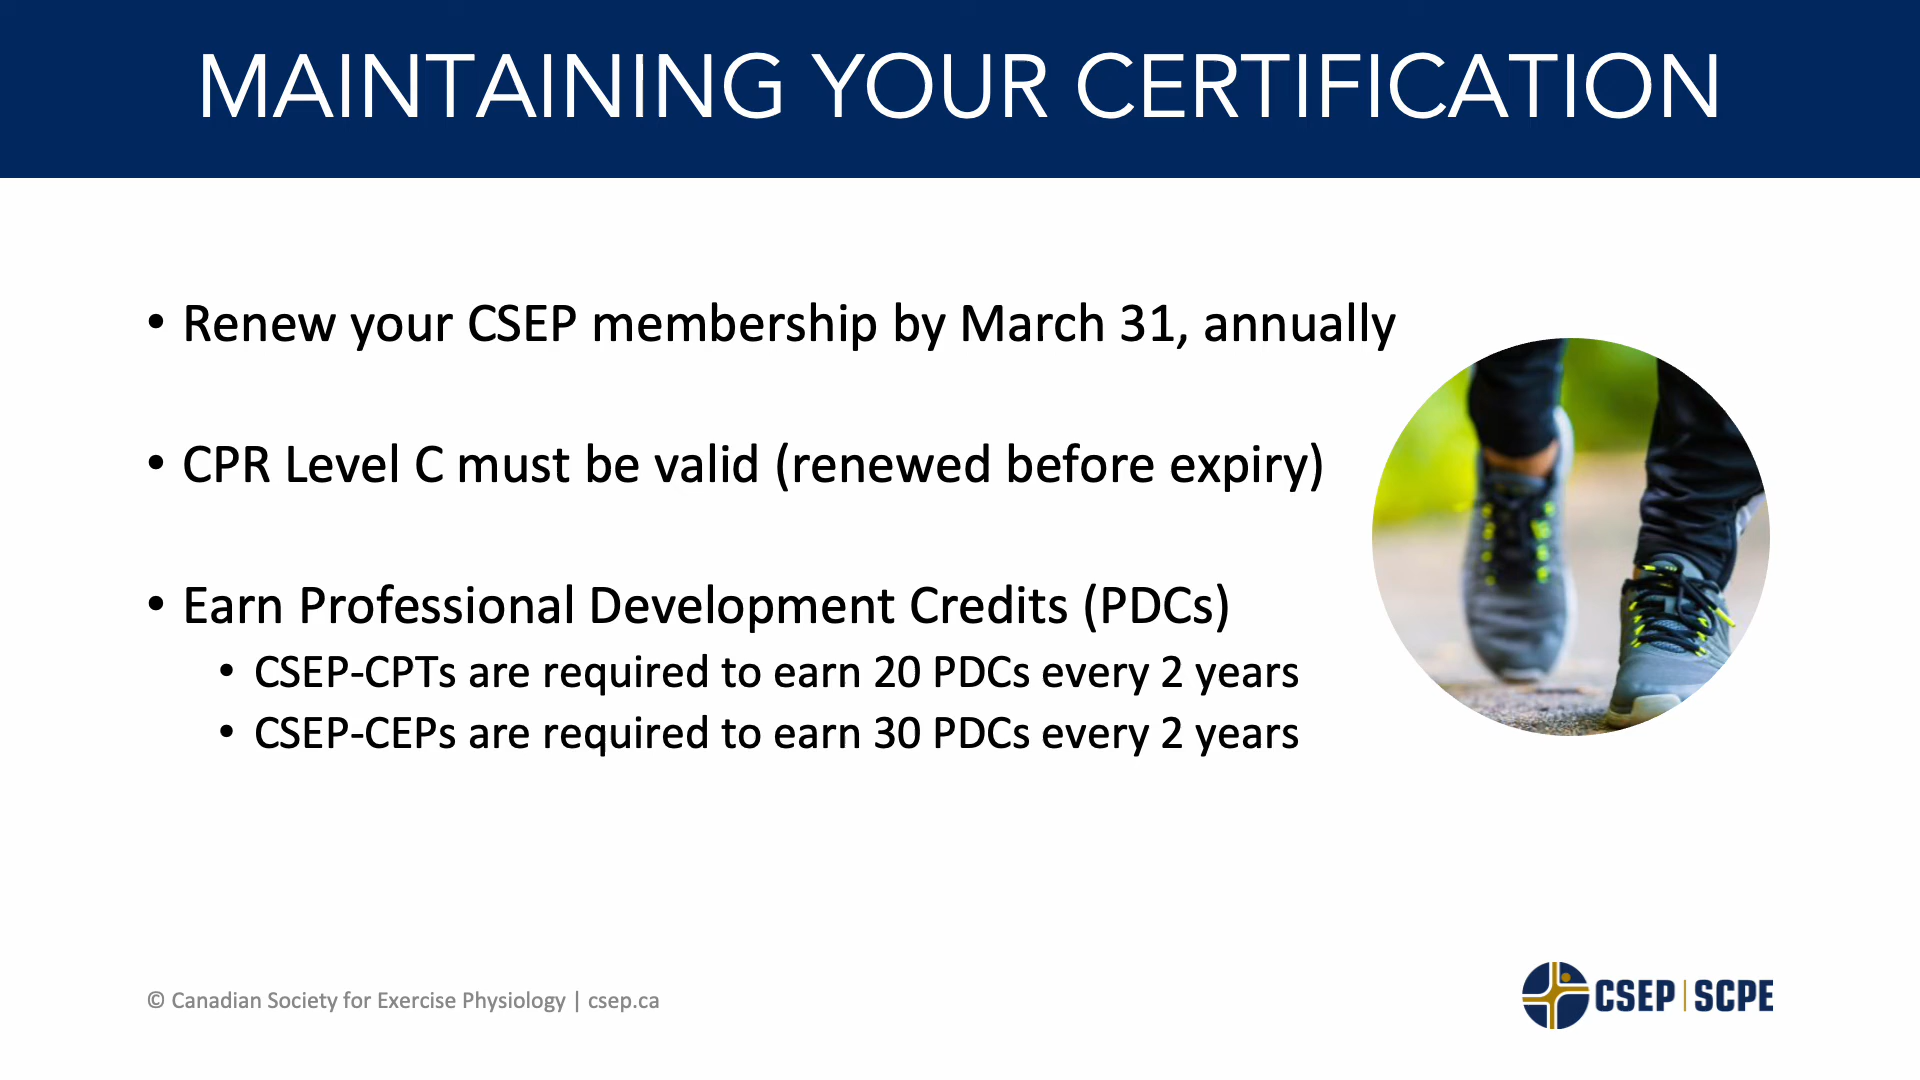 MAINTAINING YOUR CERTIFICATION
• Renew your CSEP membership by March 31, annually
• CPR Level C must be valid (renewed before expiry)
• Earn Professional Development Credits (PDCs)
• CSEP-CPTs are required to earn 20 PDCs every 2 years
• CSEP-CEPs are required to earn 30 PDCs every 2 years
© Canadian Society for Exercise Physiology | csep.ca
CSEP | SCPE